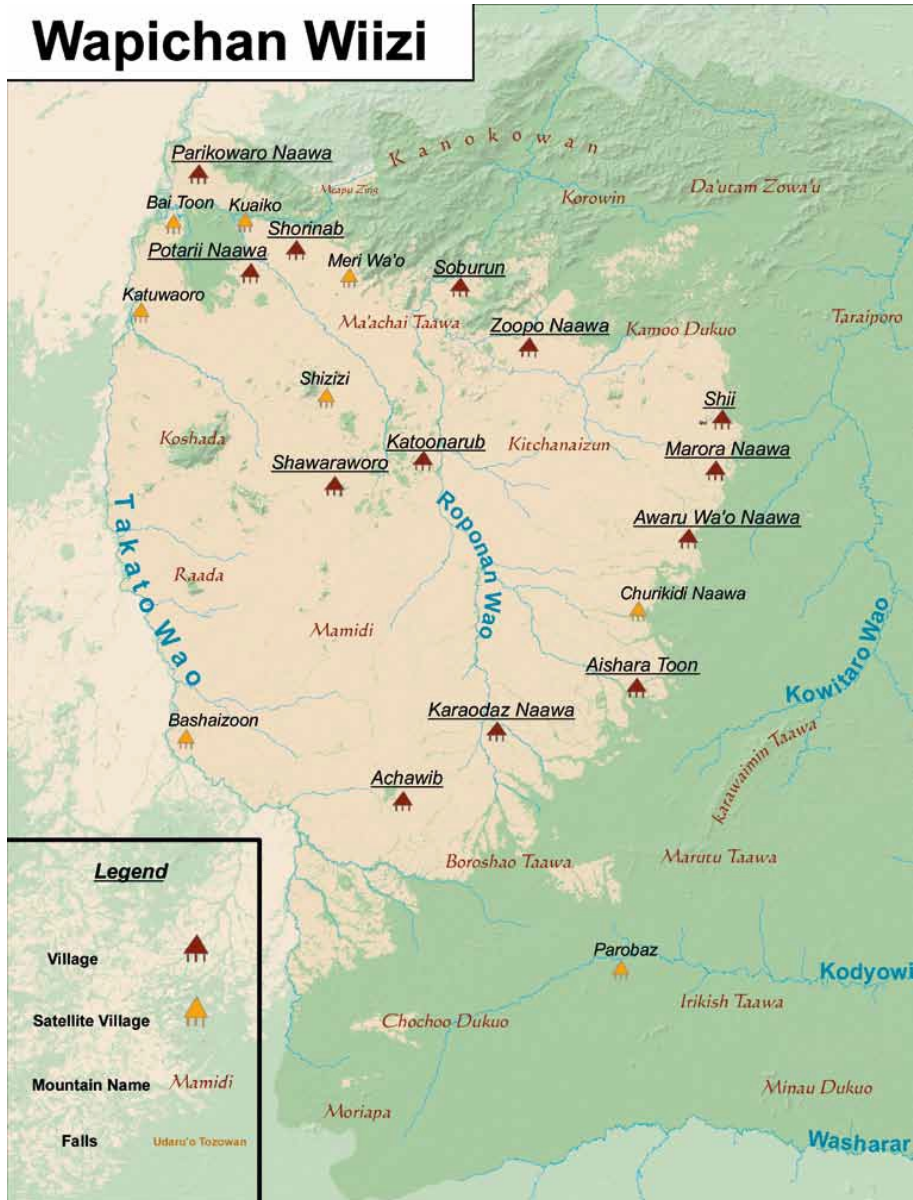 Wapichan Wiizi
Kanokowan
Parikowaro Naawa
Mɛapu Zing
Korowin
Da'utam Zowa'u
Bai Toon
Kuaiko
Shorinab
Potarii Naawa
Meri Wa'o
Soburun
Katuwaoro
Ma'achai Taawa
Zoopo Naawa
Kamoo Dukuo
Taraiporo
Shizizi
Shii
Koshada
Katoonarub
Kitchanaizun
Marora Naawa
Shawaraworo
Takato Wao
Roponan Wao
Awaru Wa'o Naawa
Raada
Churikidi Naawa
Mamidi
Aishara Toon
Kowitaro Wao
Bashaizoon
Karaodaz Naawa
Karawaimin Taawa
Achawib
Boroshao Taawa
Marutu Taawa
Legend
Village
Parobaz
Kodyowi
Satellite Village
Chochoo Dukuo
Irikish Taawa
Mountain Name
Mamidi
Moriapa
Minau Dukuo
Falls
Udaru'o Tozowan
Washarar